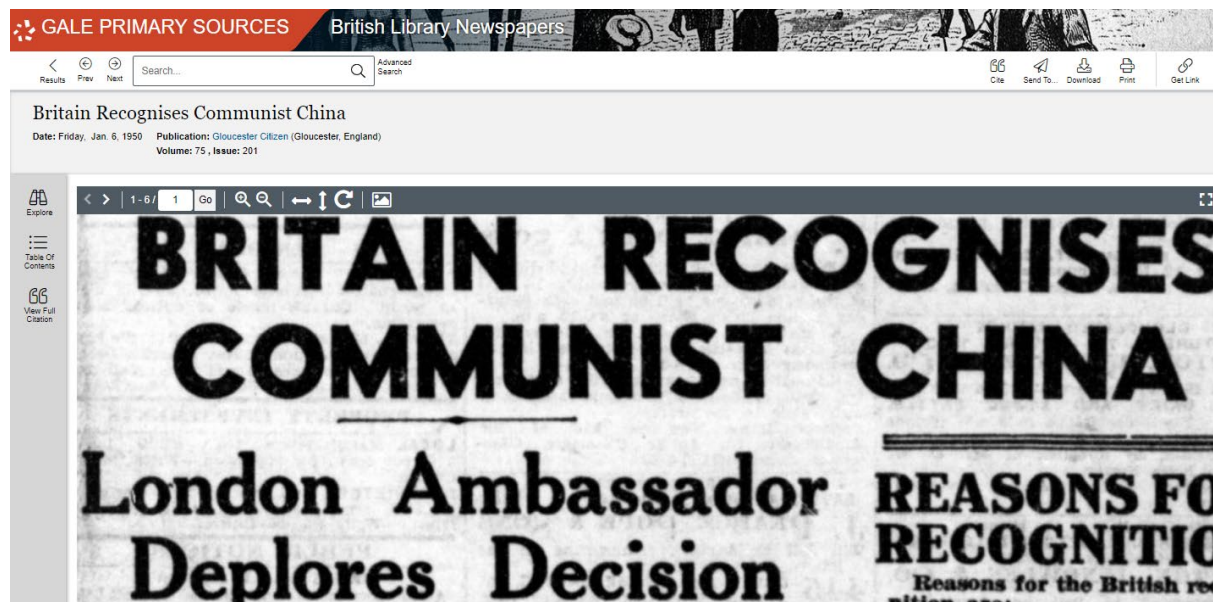 GALE PRIMARY SOURCES British Library Newspapers
Results Prev Next Search... Advanced Search Cite Send To... Download Print Get Link
Britain Recognises Communist China
Date: Friday, Jan. 6, 1950 Publication: Gloucester Citizen (Gloucester, England)
Volume: 75 , Issue: 201
Explore
Table Of
Contents
View Full
Citation
1 - 6 / 1 Go
BRITAIN RECOGNISES
COMMUNIST CHINA
London Ambassador
Deplores Decision
REASONS FO
RECOGNITIO
Reasons for the British rec